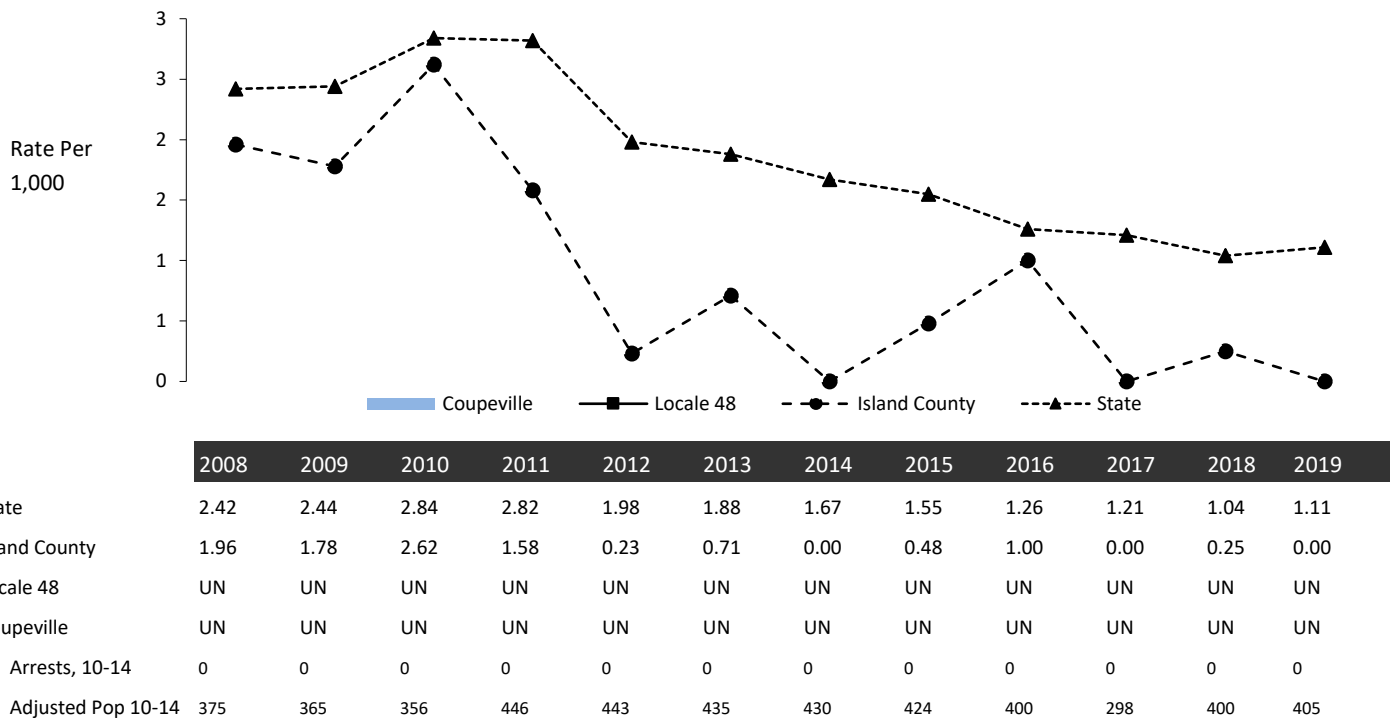 3
3
2
Rate Per
1,000
2
1
1
0
Coupeville Locale 48 Island County State
2008 2009 2010 2011 2012 2013 2014 2015 2016 2017 2018 2019
ate 2.42 2.44 2.84 2.82 1.98 1.88 1.67 1.55 1.26 1.21 1.04 1.11
and County 1.96 1.78 2.62 1.58 0.23 0.71 0.00 0.48 1.00 0.00 0.25 0.00
cale 48 UN UN UN UN UN UN UN UN UN UN UN UN
upeville UN UN UN UN UN UN UN UN UN UN UN UN
Arrests, 10-14 0 0 0 0 0 0 0 0 0 0 0 0
Adjusted Pop 10-14 375 365 356 446 443 435 430 424 400 298 400 405